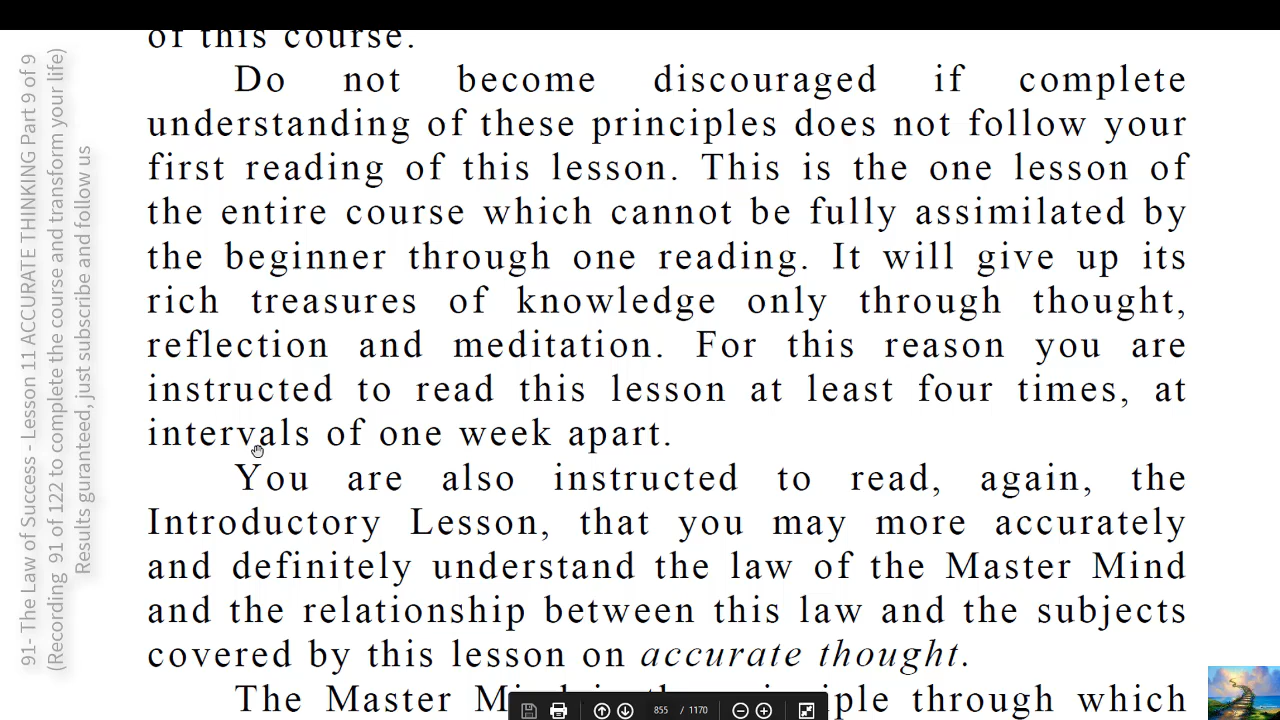 of this course.
Do not become discouraged if complete
understanding of these principles does not follow your
first reading of this lesson. This is the one lesson of
the entire course which cannot be fully assimilated by
the beginner through one reading. It will give up its
rich treasures of knowledge only through thought,
reflection and meditation. For this reason you are
instructed to read this lesson at least four times, at
intervals of one week apart.
You are also instructed to read, again, the
Introductory Lesson, that you may more accurately
and definitely understand the law of the Master Mind
and the relationship between this law and the subjects
covered by this lesson on accurate thought.
The Master M which
855 / 1170
91- The Law of Success - Lesson 11 ACCURATE THINKING Part 9 of 9
(Recording 91 of 122 to complete the course and transform your life)
Results guranteed, just subscribe and follow us